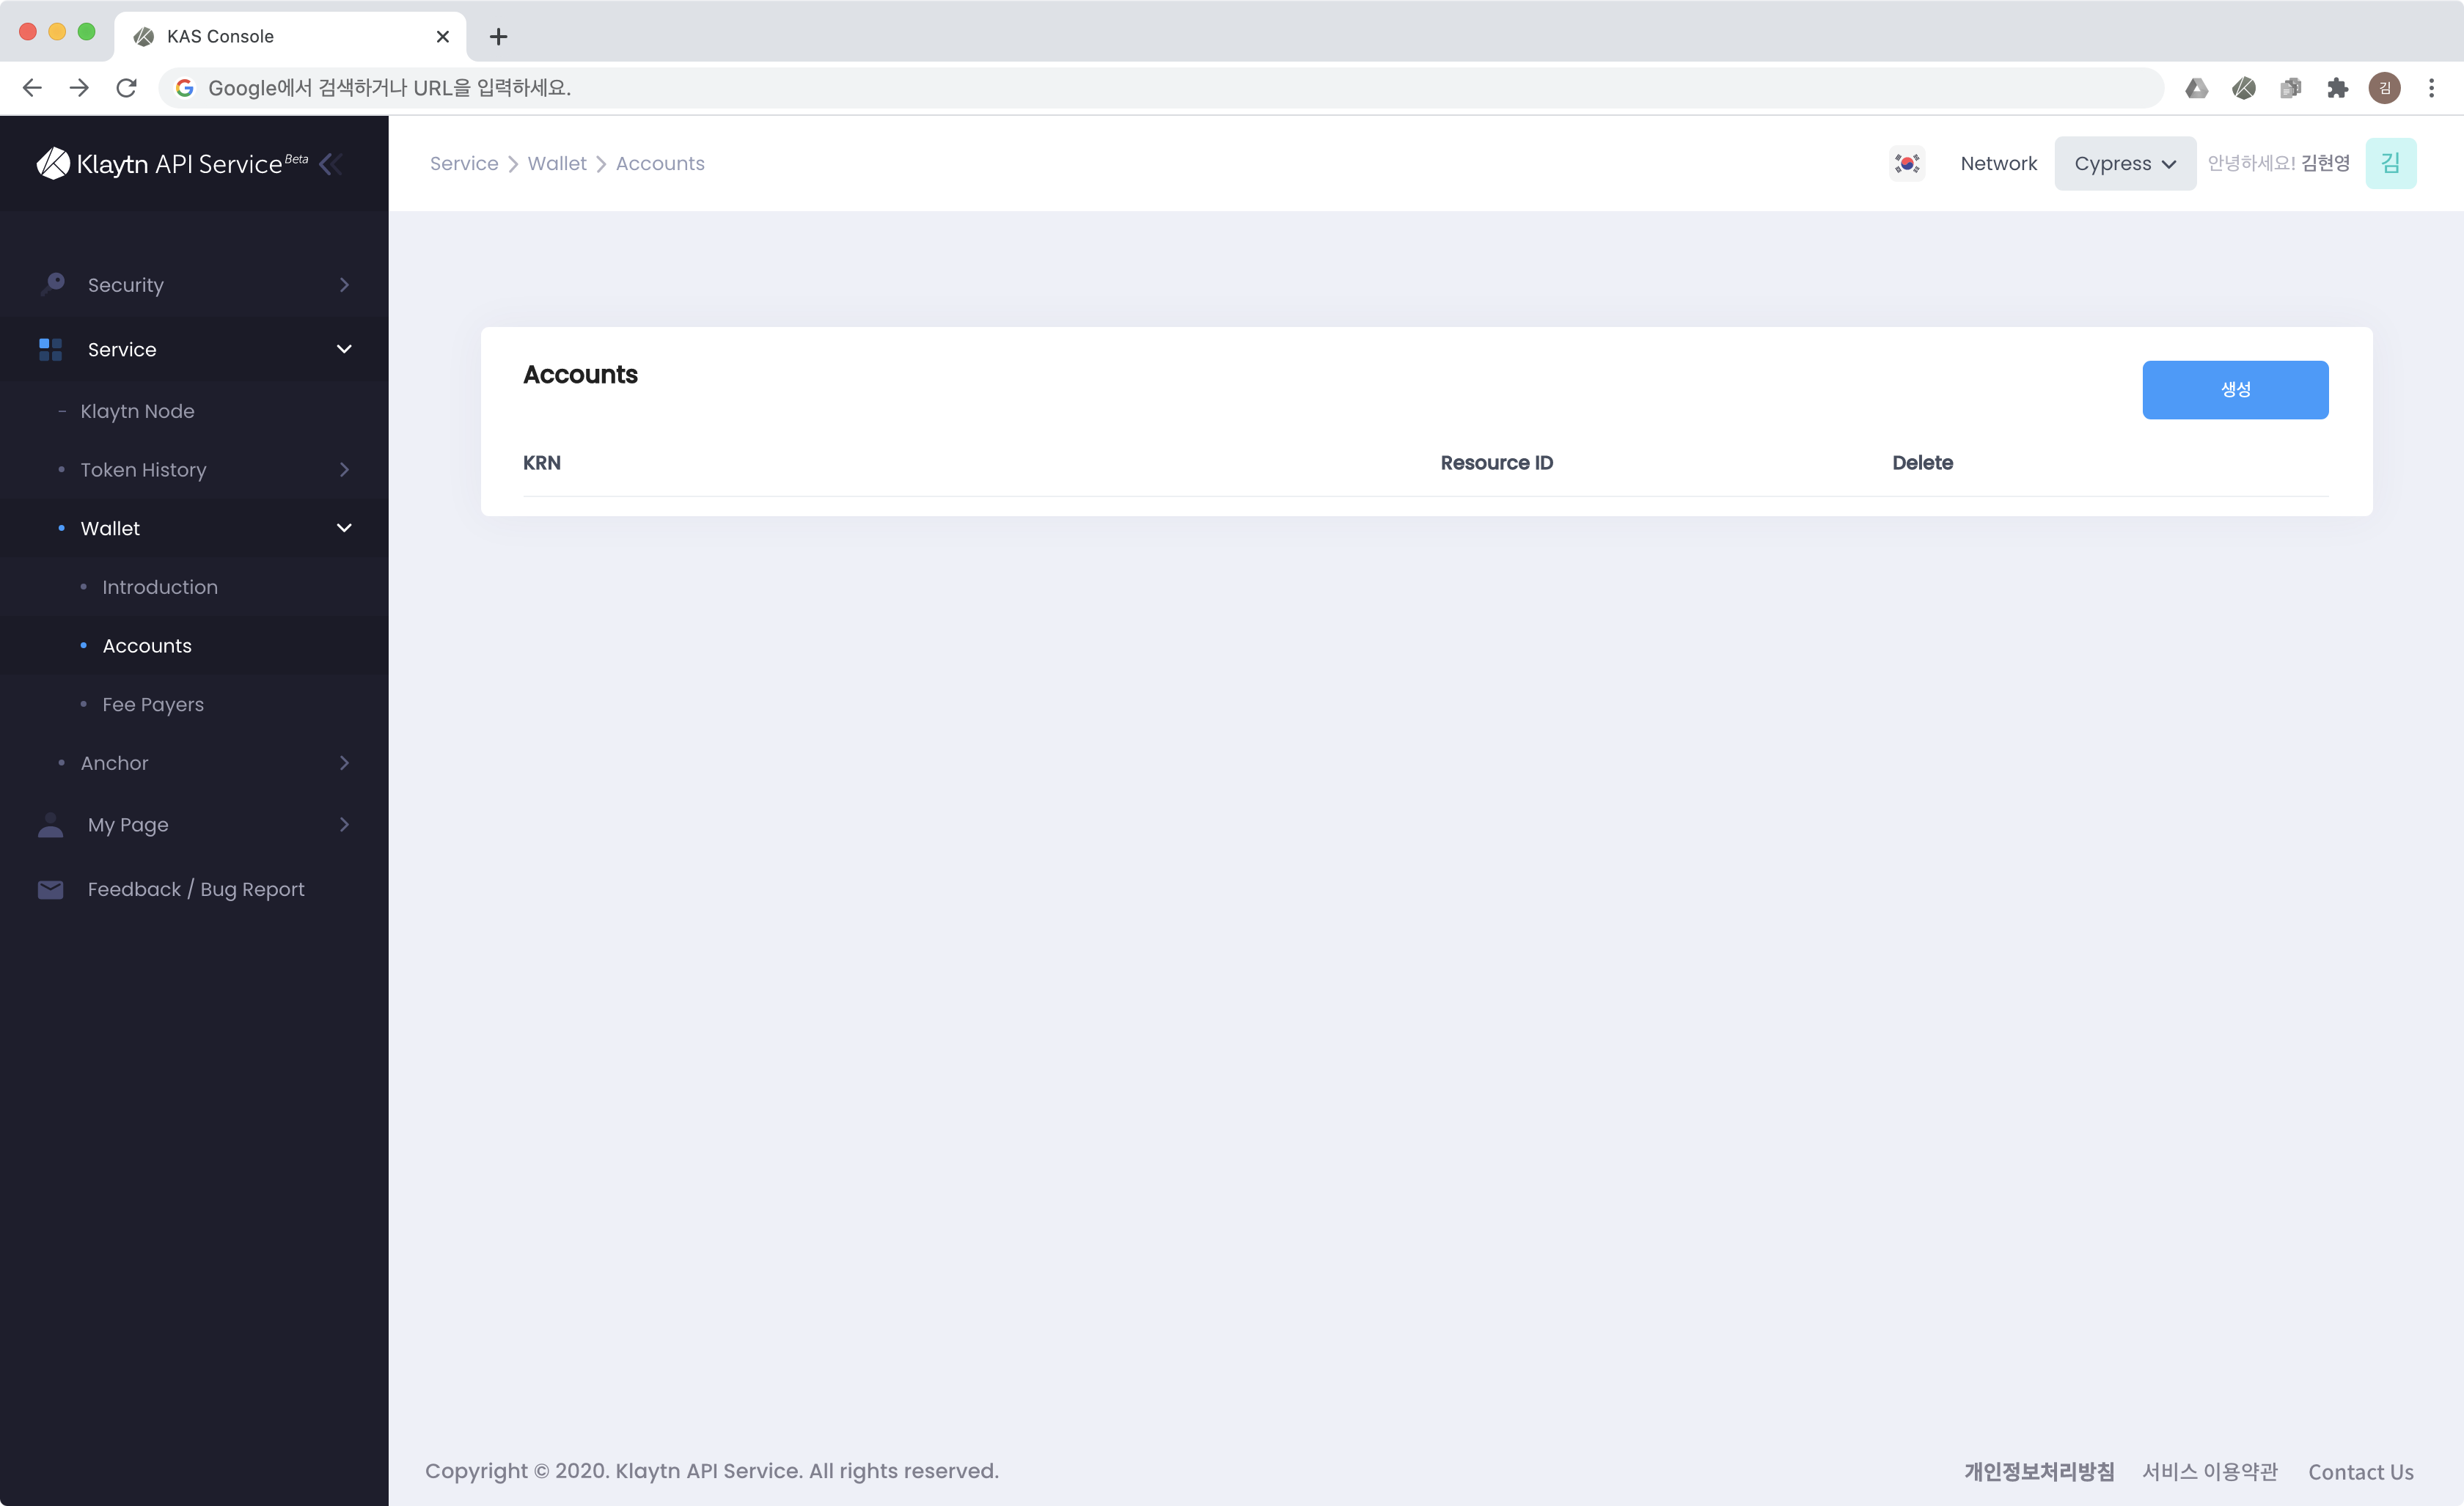 KAS Console
Google에서 검색하거나 URL을 입력하세요.
김
Klaytn API Service Beta
Service > Wallet > Accounts
Network
Cypress
안녕하세요! 김현영
김
Security
Service
Klaytn Node
Token History
Wallet
Introduction
Accounts
Fee Payers
Anchor
My Page
Feedback / Bug Report
Accounts
생성
KRN Resource ID Delete
Copyright © 2020. Klaytn API Service. All rights reserved.
개인정보처리방침 서비스 이용약관 Contact Us